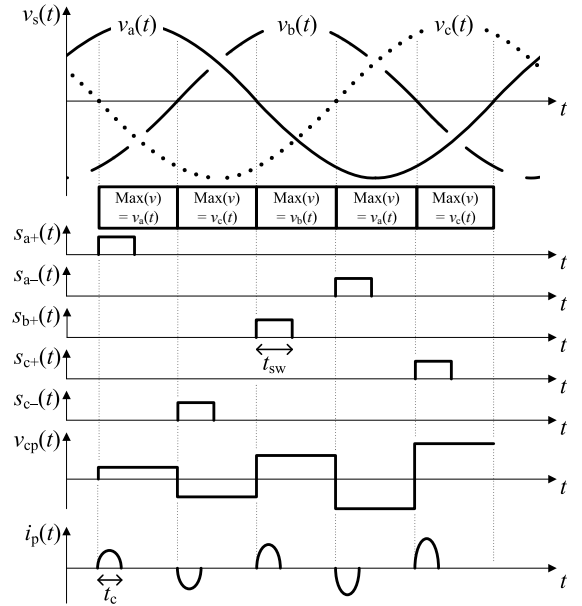 vs(t) va(t) vb(t) vc(t)
t
Max(v) Max(v) Max(v) Max(v) Max(v)
= va(t) = vc(t) = vb(t) = va(t) = vc(t)
sa+(t)
t
sa–(t)
t
sb+(t)
t
tsw
sc+(t)
t
sc–(t)
t
vcp(t)
t
ip(t)
t
tc